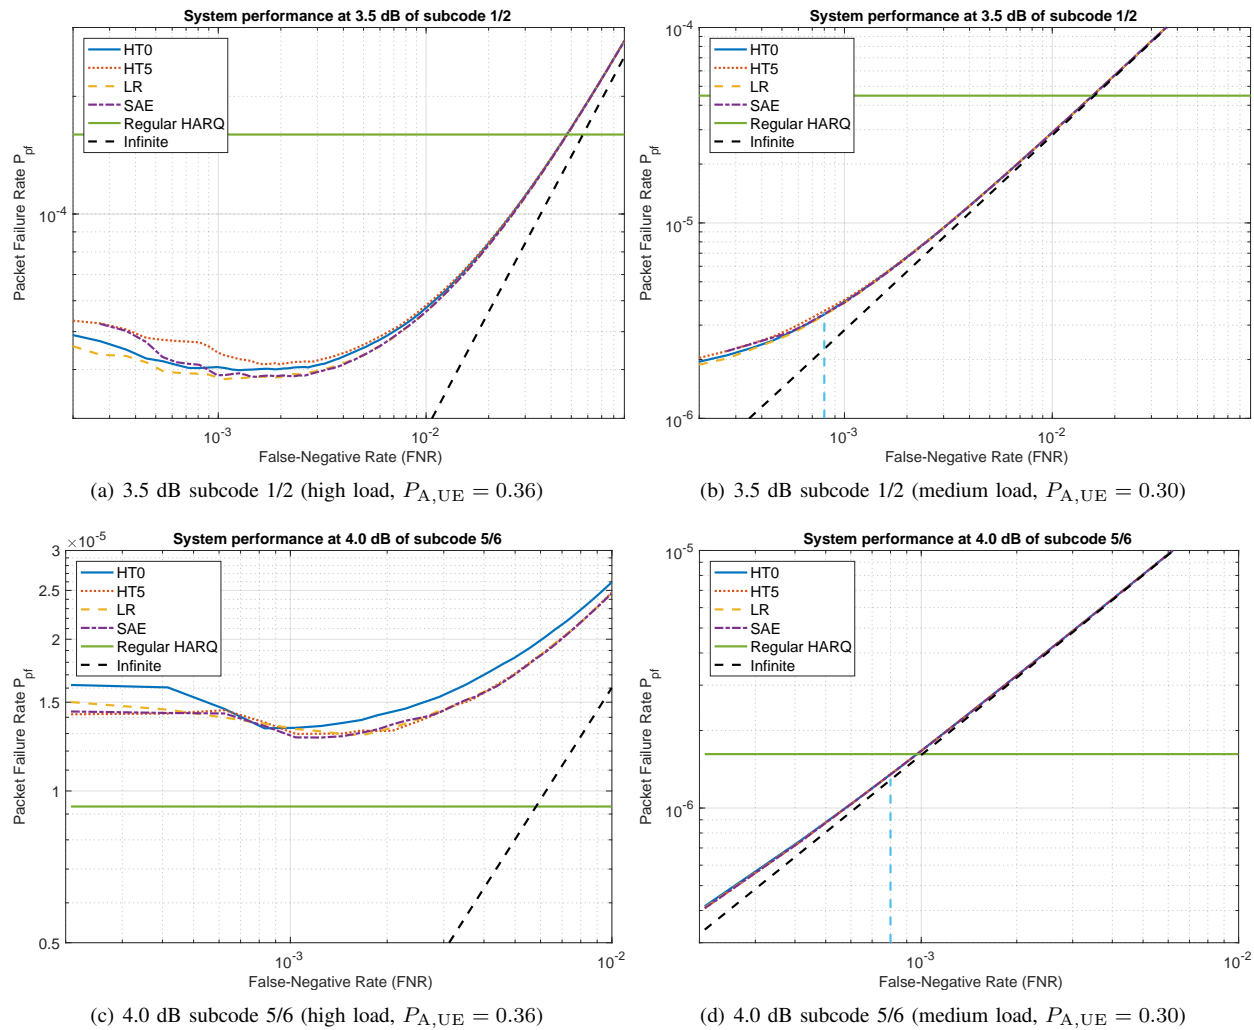 System performance at 3.5 dB of subcode 1/2
HT0
HT5
LR
SAE
Regular HARQ
Infinite
Packet Failure Rate P_pf
10^-4
10^-3
10^-2
False-Negative Rate (FNR)
(a) 3.5 dB subcode 1/2 (high load, P_A,UE = 0.36)
System performance at 3.5 dB of subcode 1/2
HT0
HT5
LR
SAE
Regular HARQ
Infinite
Packet Failure Rate P_pf
10^-4
10^-5
10^-6
10^-3
10^-2
False-Negative Rate (FNR)
(b) 3.5 dB subcode 1/2 (medium load, P_A,UE = 0.30)
×10^-5
System performance at 4.0 dB of subcode 5/6
HT0
HT5
LR
SAE
Regular HARQ
Infinite
Packet Failure Rate P_pf
3
2.5
2
1.5
1
0.5
10^-3
10^-2
False-Negative Rate (FNR)
(c) 4.0 dB subcode 5/6 (high load, P_A,UE = 0.36)
System performance at 4.0 dB of subcode 5/6
HT0
HT5
LR
SAE
Regular HARQ
Infinite
Packet Failure Rate P_pf
10^-5
10^-6
10^-3
10^-2
False-Negative Rate (FNR)
(d) 4.0 dB subcode 5/6 (medium load, P_A,UE = 0.30)